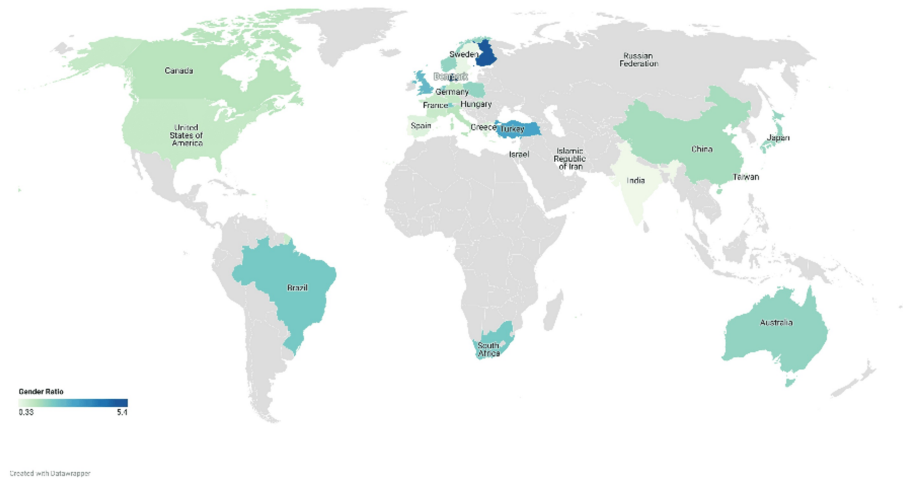 Canada
United
States of
America
Brazil
Sweden
Denmark
Germany
France
Hungary
Spain
Greece
Turkey
Israel
Islamic
Republic
of Iran
Russian
Federation
China
Japan
Taiwan
India
South
Africa
Australia
Gender Ratio
0.33
5.4
Created with Datawrapper